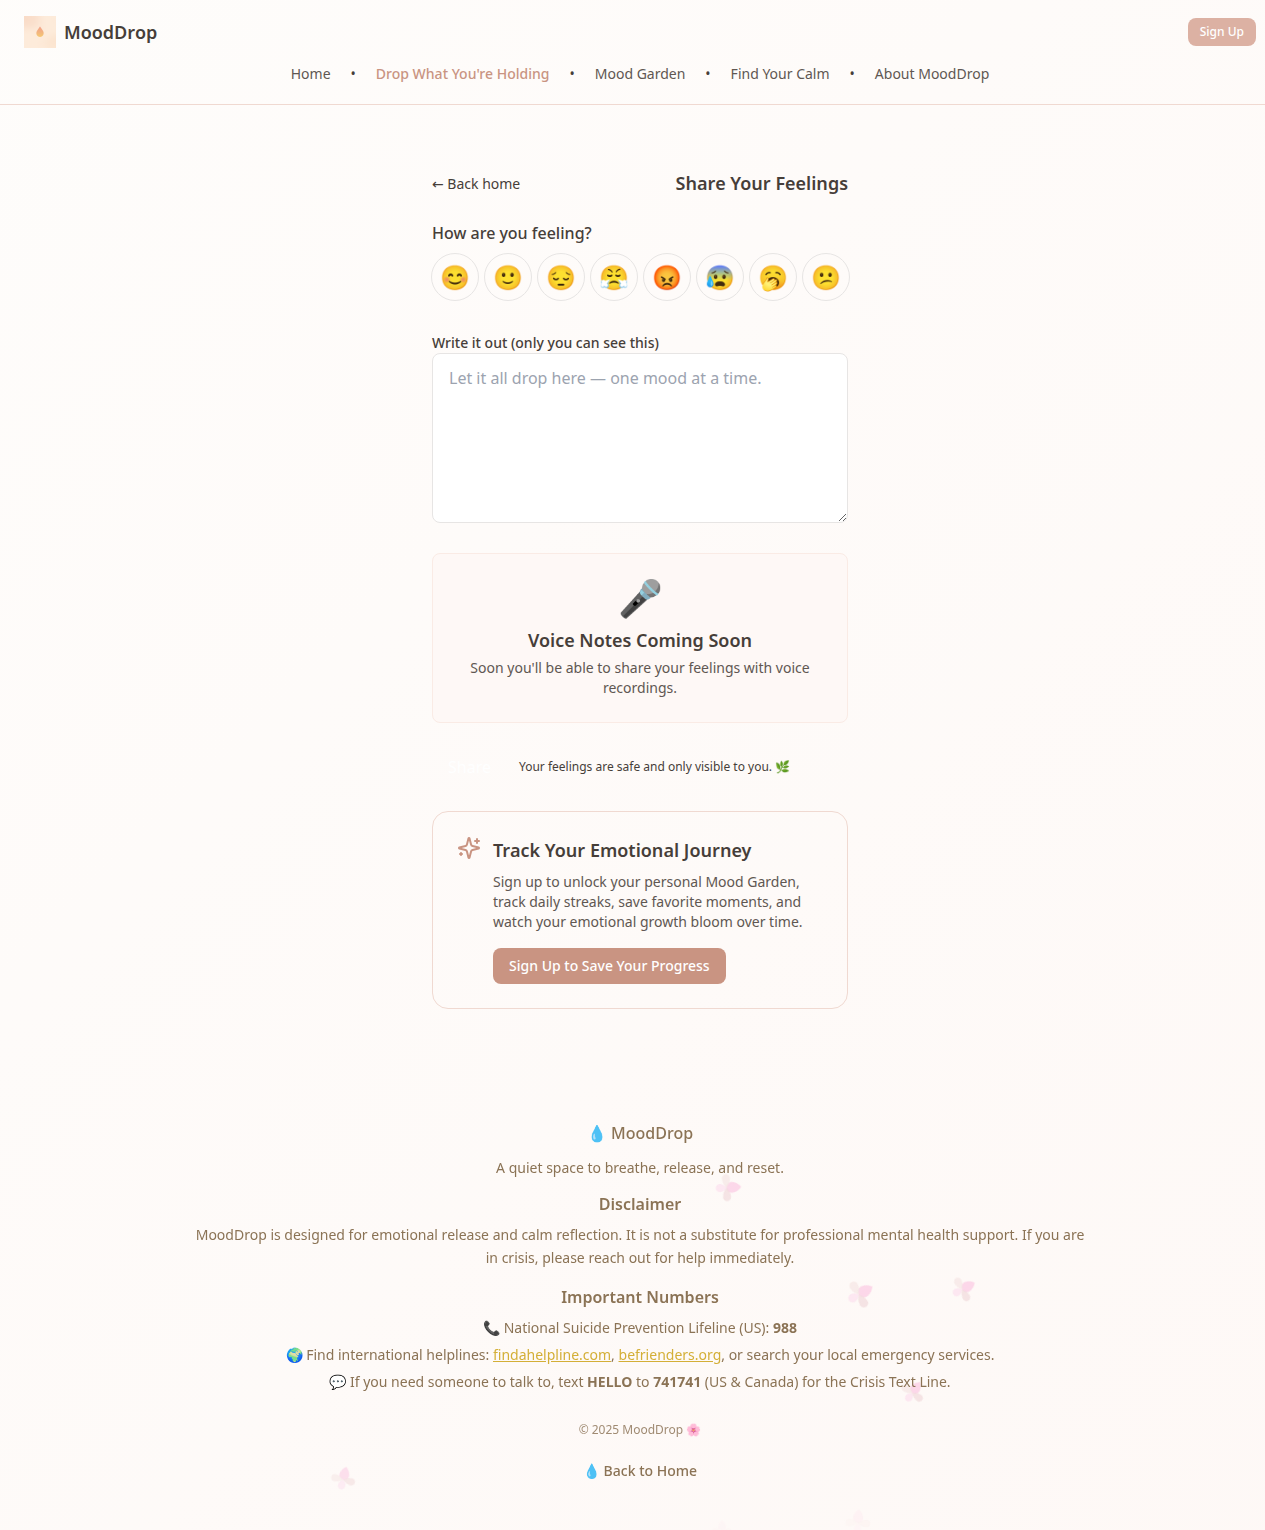 MoodDrop
Sign Up
Home • Drop What You're Holding • Mood Garden • Find Your Calm • About MoodDrop
← Back home
Share Your Feelings
How are you feeling?
Write it out (only you can see this)
Let it all drop here — one mood at a time.
Voice Notes Coming Soon
Soon you'll be able to share your feelings with voice
recordings.
Your feelings are safe and only visible to you. 🌿
Track Your Emotional Journey
Sign up to unlock your personal Mood Garden,
track daily streaks, save favorite moments, and
watch your emotional growth bloom over time.
Sign Up to Save Your Progress
💧 MoodDrop
A quiet space to breathe, release, and reset.
Disclaimer
MoodDrop is designed for emotional release and calm reflection. It is not a substitute for professional mental health support. If you are
in crisis, please reach out for help immediately.
Important Numbers
📞 National Suicide Prevention Lifeline (US): 988
🌍 Find international helplines: findahelpline.com, befrienders.org, or search your local emergency services.
💬 If you need someone to talk to, text HELLO to 741741 (US & Canada) for the Crisis Text Line.
© 2025 MoodDrop 🌸
💧 Back to Home